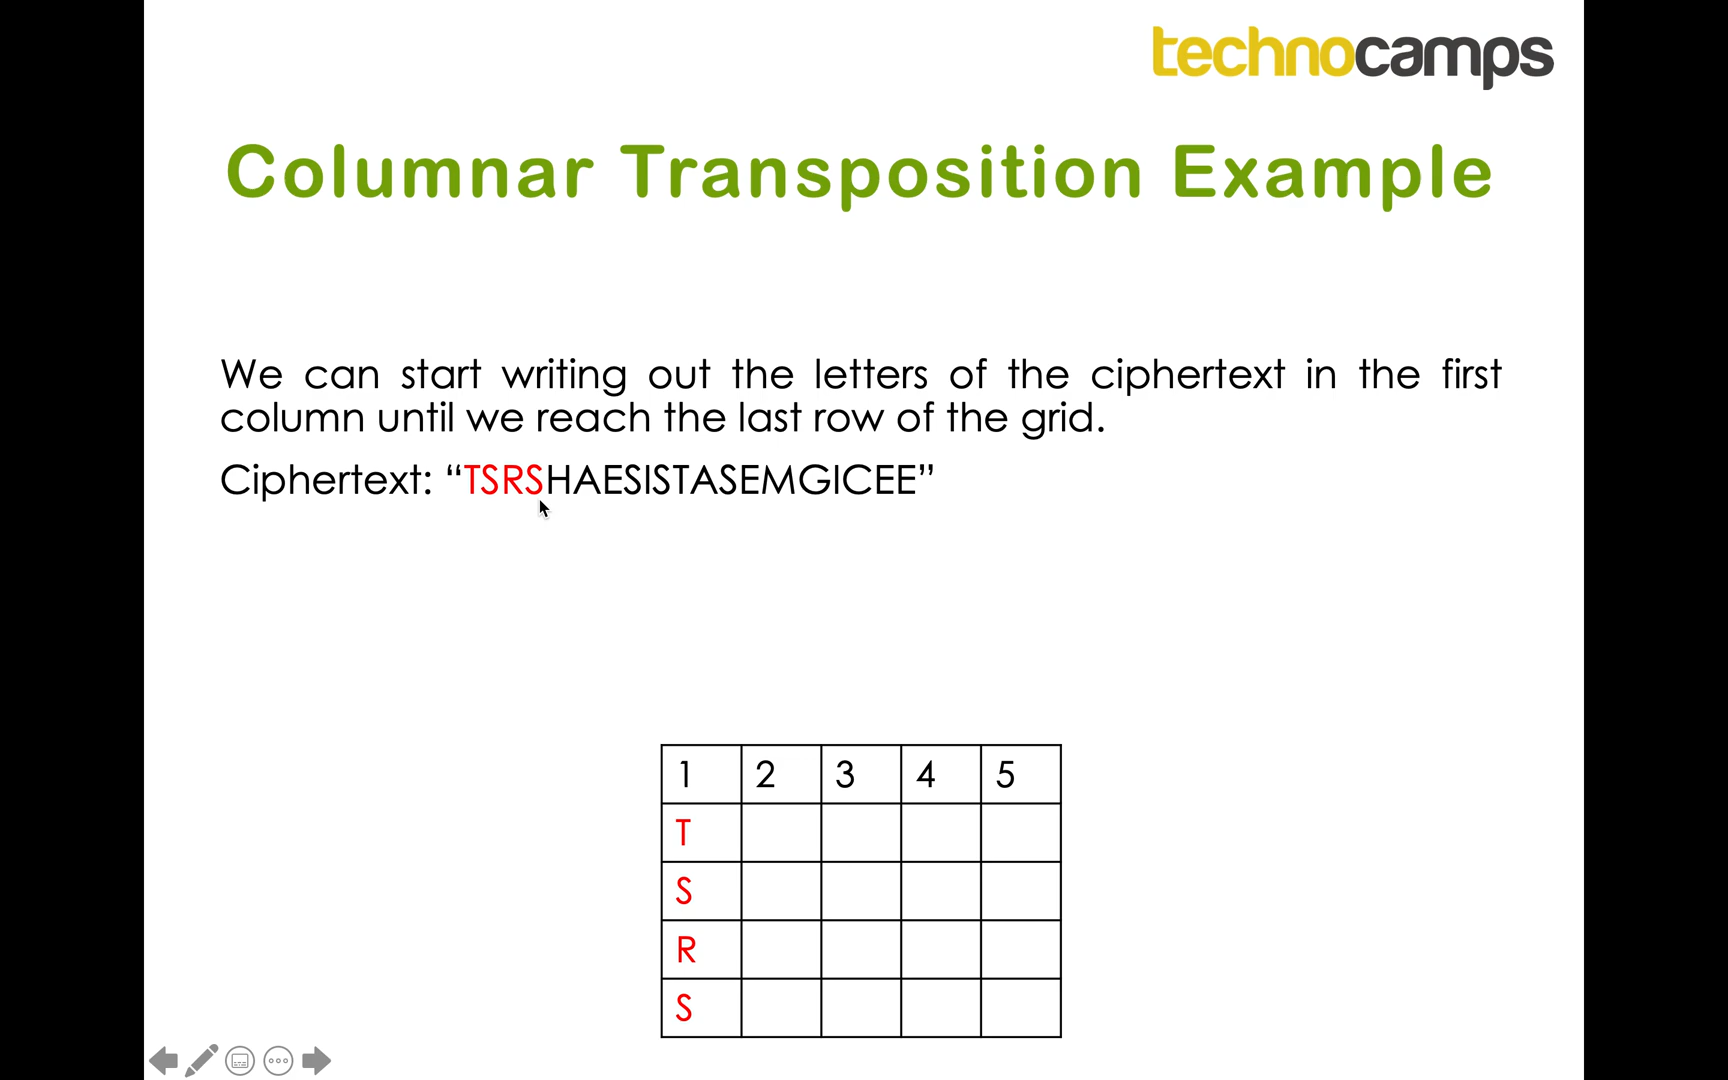 technocamps
Columnar Transposition Example
We can start writing out the letters of the ciphertext in the first
column until we reach the last row of the grid.
Ciphertext: “TSRSHAESISTASEMGICEE”
1 2 3 4 5
T
S
R
S